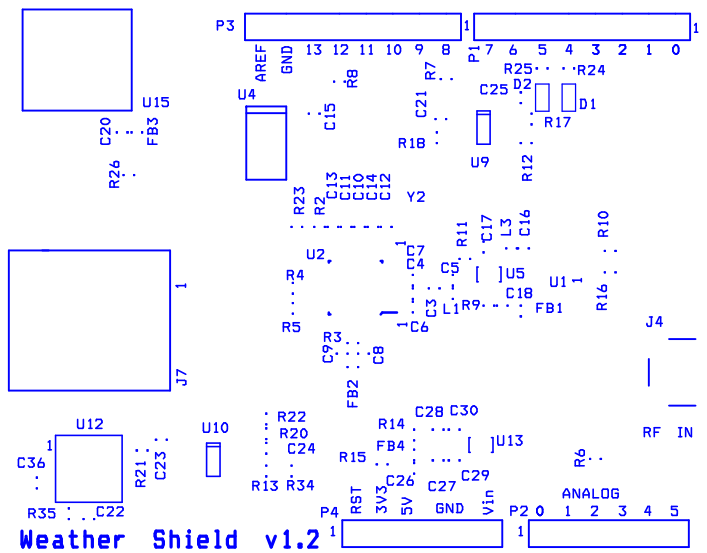 P3
1
P1
1
AREF
GND
13
12
11
10
9
8
7
6
5
4
3
2
1
0
U15
C20
FB3
R26
U4
C15
R8
R7
C21
R18
C25
U9
R25
D2
R24
D1
R17
R12
R23
R2
C13
C11
C10
C14
C12
Y2
U2
1
C7
C4
R11
C17
L3
C16
R10
R4
C5
U5
U1
1
R5
C3
L1
R9
C18
FB1
R16
1
C6
J7
1
R3
C9
C8
FB2
J4
RF IN
U12
1
C36
R35
C22
R21
C23
U10
R22
R20
C24
R13
R34
R15
R14
FB4
C26
C28
C30
U13
C27
C29
R6
P4
1
RST
3V3
5V
GND
Vin
P2
1
ANALOG
0
1
2
3
4
5
Weather Shield v1.2